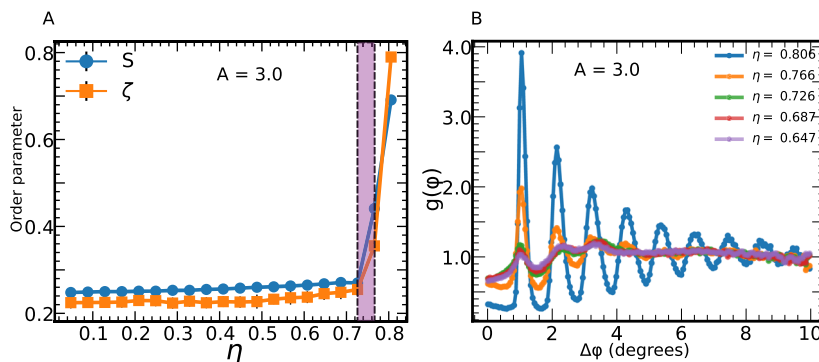 A
B
0.8
0.6
0.4
0.2
Order parameter
S
ζ
A = 3.0
0.1 0.2 0.3 0.4 0.5 0.6 0.7 0.8
η
4.0
3.0
2.0
1.0
g(φ)
A = 3.0
η = 0.806
η = 0.766
η = 0.726
η = 0.687
η = 0.647
0 2 4 6 8 10
Δφ (degrees)